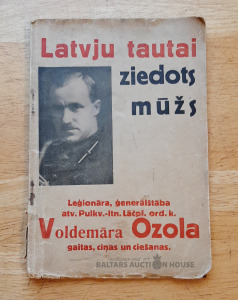 Latvju tautai
ziedots
mūžs
Leģionāra, ģenerālštāba
atv. Pulkv.-ltn. Lāčpl. ord. k.
Voldemāra Ozola
gaitas, ciņas un ciešanas.
BALTARS AUCTION HOUSE